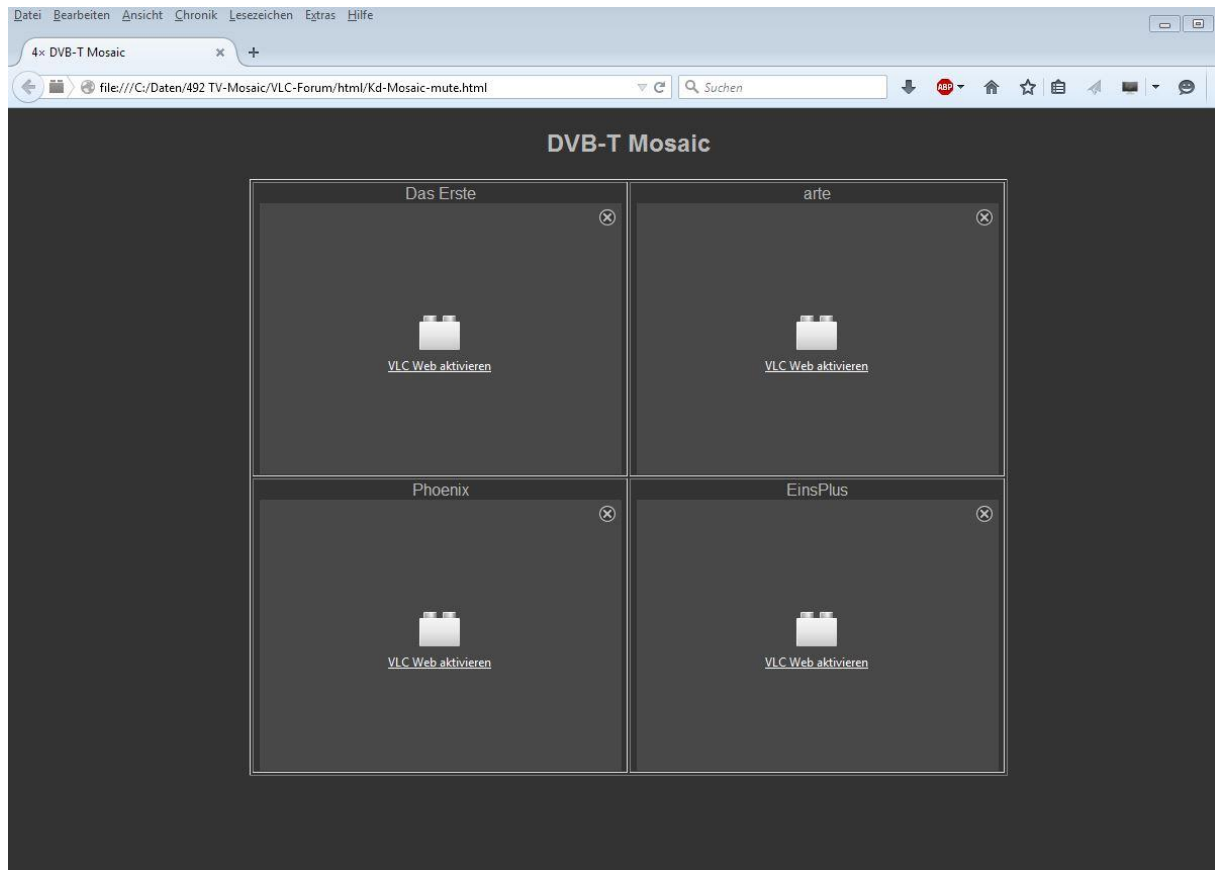 Datei Bearbeiten Ansicht Chronik Lesezeichen Extras Hilfe
4× DVB-T Mosaic
file:///C:/Daten/492 TV-Mosaic/VLC-Forum/html/Kd-Mosaic-mute.html
Suchen
ABP
DVB-T Mosaic
Das Erste
arte
VLC Web aktivieren
VLC Web aktivieren
Phoenix
EinsPlus
VLC Web aktivieren
VLC Web aktivieren